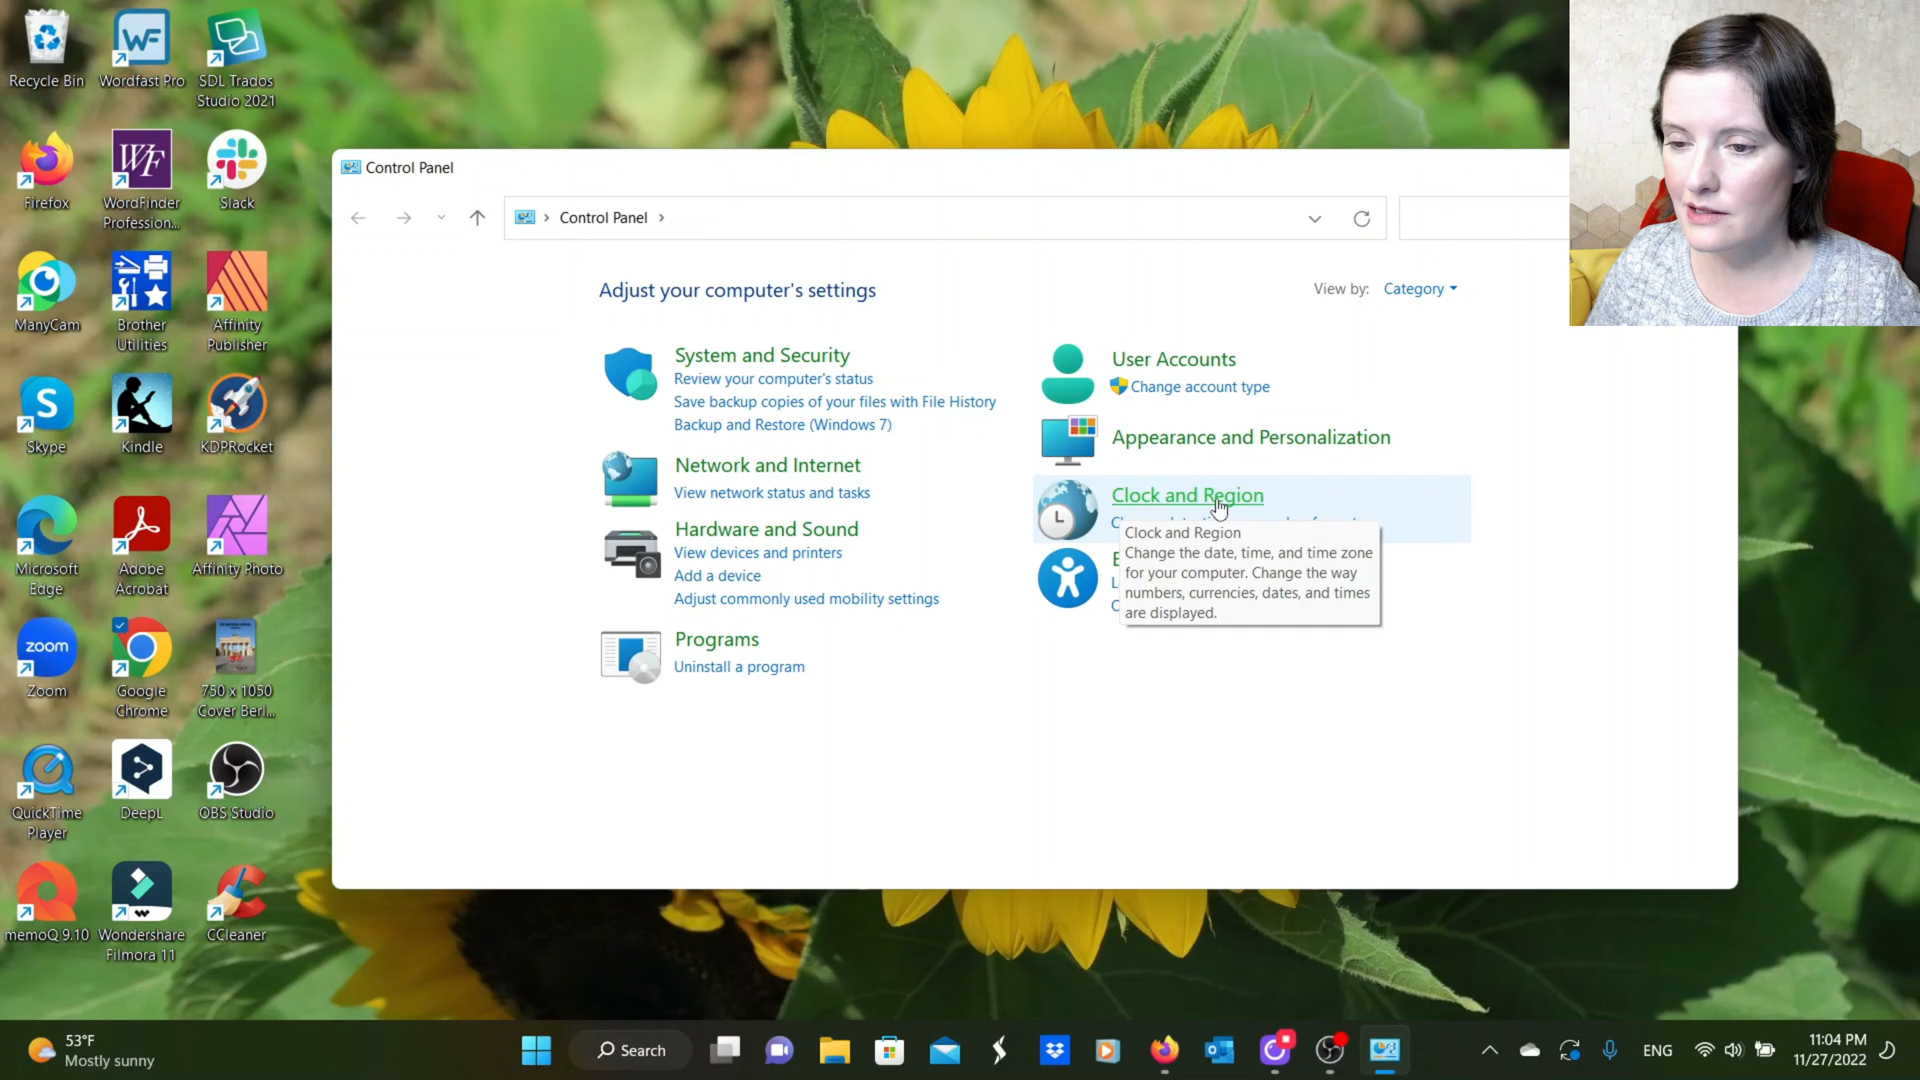 Recycle Bin
Wordfast Pro
SDL Trados
Studio 2021
Firefox
WordFinder
Profession...
Slack
ManyCam
Brother
Utilities
Affinity
Publisher
Skype
Kindle
KDPRocket
Microsoft
Edge
Adobe
Acrobat
Affinity Photo
zoom
Zoom
Google
Chrome
750 x 1050
Cover Berl...
QuickTime
Player
DeepL
OBS Studio
memoQ 9.10
Wondershare
Filmora 11
CCleaner
Control Panel
Control Panel
Adjust your computer's settings
View by: Category
System and Security
Review your computer's status
Save backup copies of your files with File History
Backup and Restore (Windows 7)
Network and Internet
View network status and tasks
Hardware and Sound
View devices and printers
Add a device
Adjust commonly used mobility settings
Programs
Uninstall a program
User Accounts
Change account type
Appearance and Personalization
Clock and Region
Clock and Region
Change the date, time, and time zone
for your computer. Change the way
numbers, currencies, dates, and times
are displayed.
53°F
Mostly sunny
Search
ENG
11:04 PM
11/27/2022